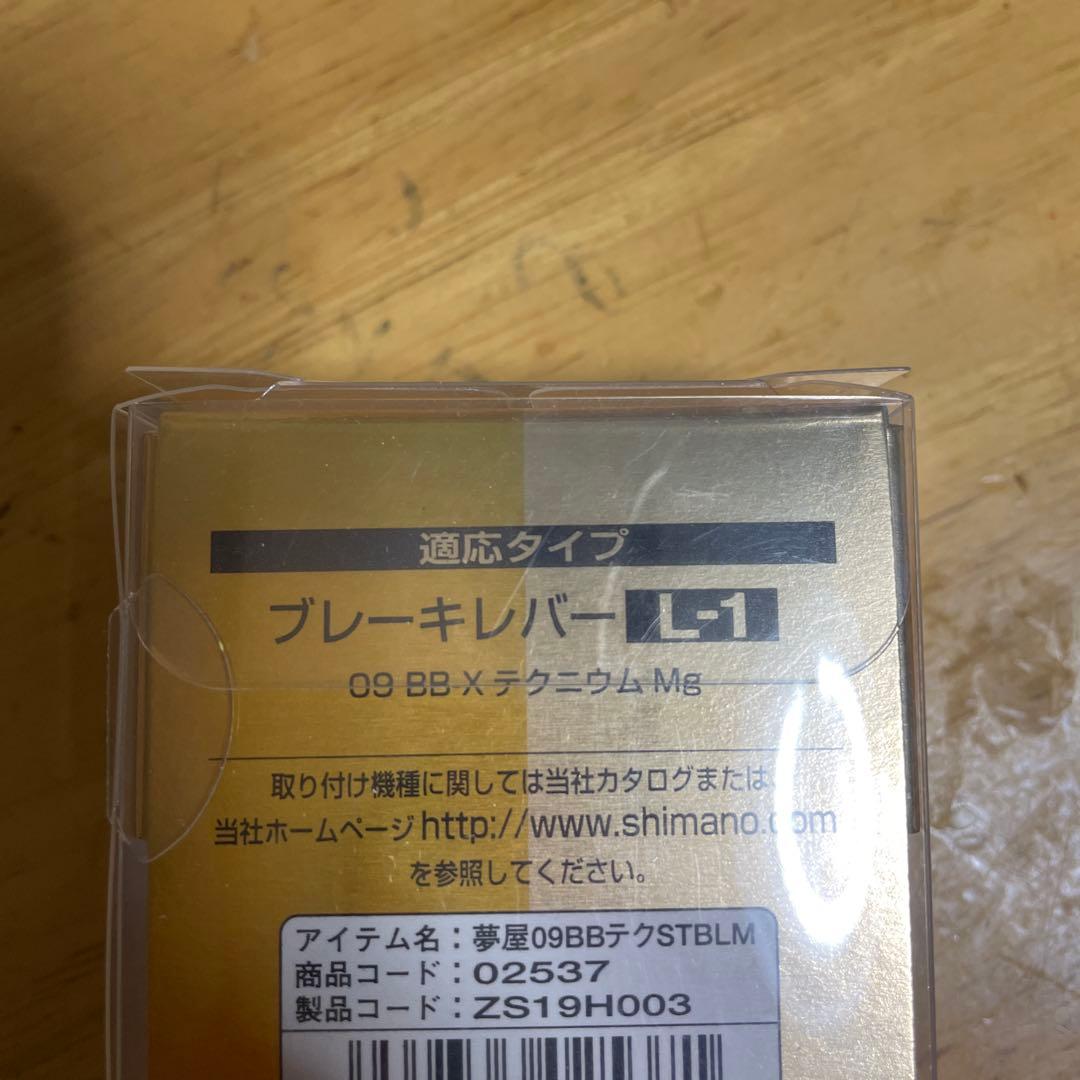 適応タイプ
ブレーキレバー L-1
09 BB-X テクニウム Mg
取り付け機種に関しては当社カタログまたは、
当社ホームページhttp://www.shimano.com
を参照してください。
アイテム名：夢屋09BBテクSTBLM
商品コード：02537
製品コード：ZS19H003